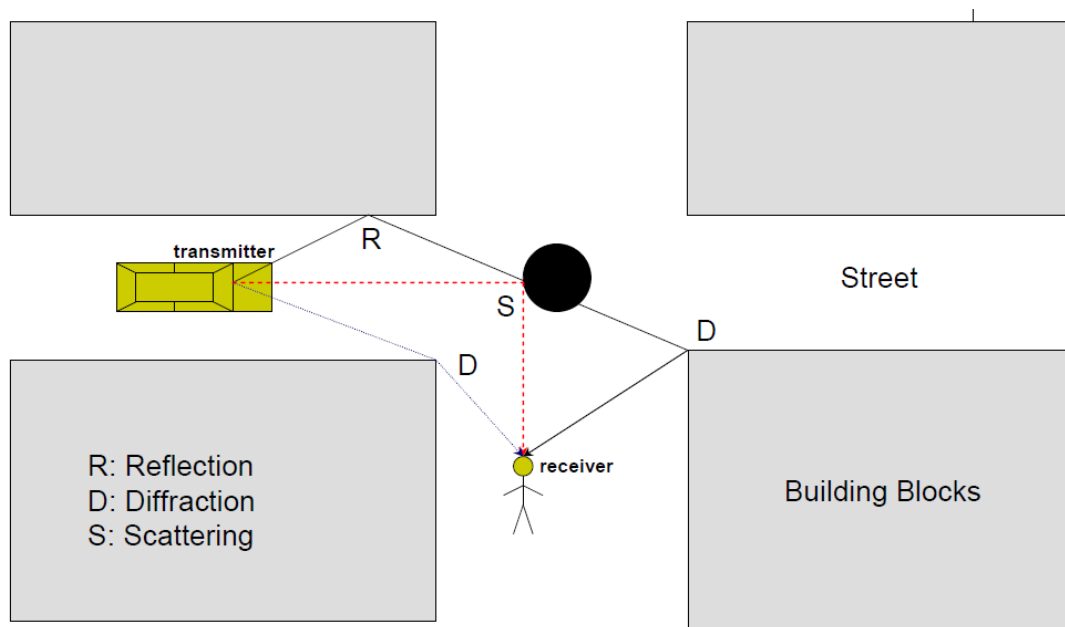 R
transmitter
Street
S
D
D
R: Reflection
D: Diffraction
S: Scattering
receiver
Building Blocks